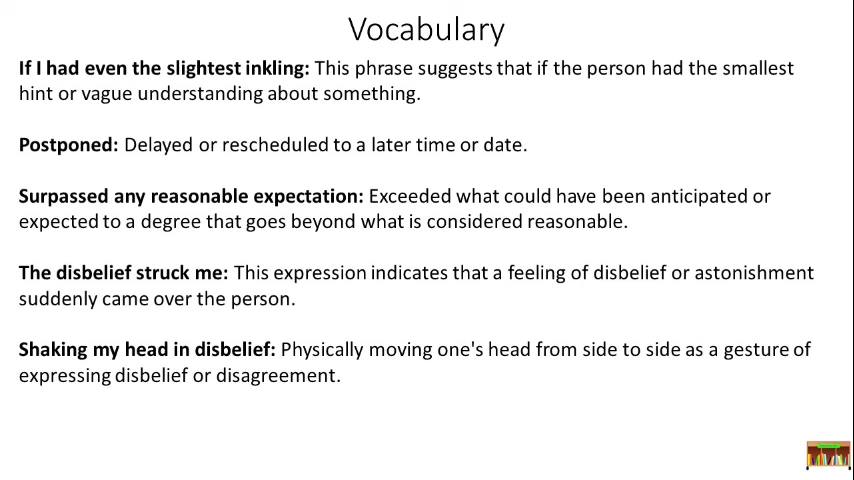 Vocabulary
If I had even the slightest inkling: This phrase suggests that if the person had the smallest
hint or vague understanding about something.
Postponed: Delayed or rescheduled to a later time or date.
Surpassed any reasonable expectation: Exceeded what could have been anticipated or
expected to a degree that goes beyond what is considered reasonable.
The disbelief struck me: This expression indicates that a feeling of disbelief or astonishment
suddenly came over the person.
Shaking my head in disbelief: Physically moving one's head from side to side as a gesture of
expressing disbelief or disagreement.